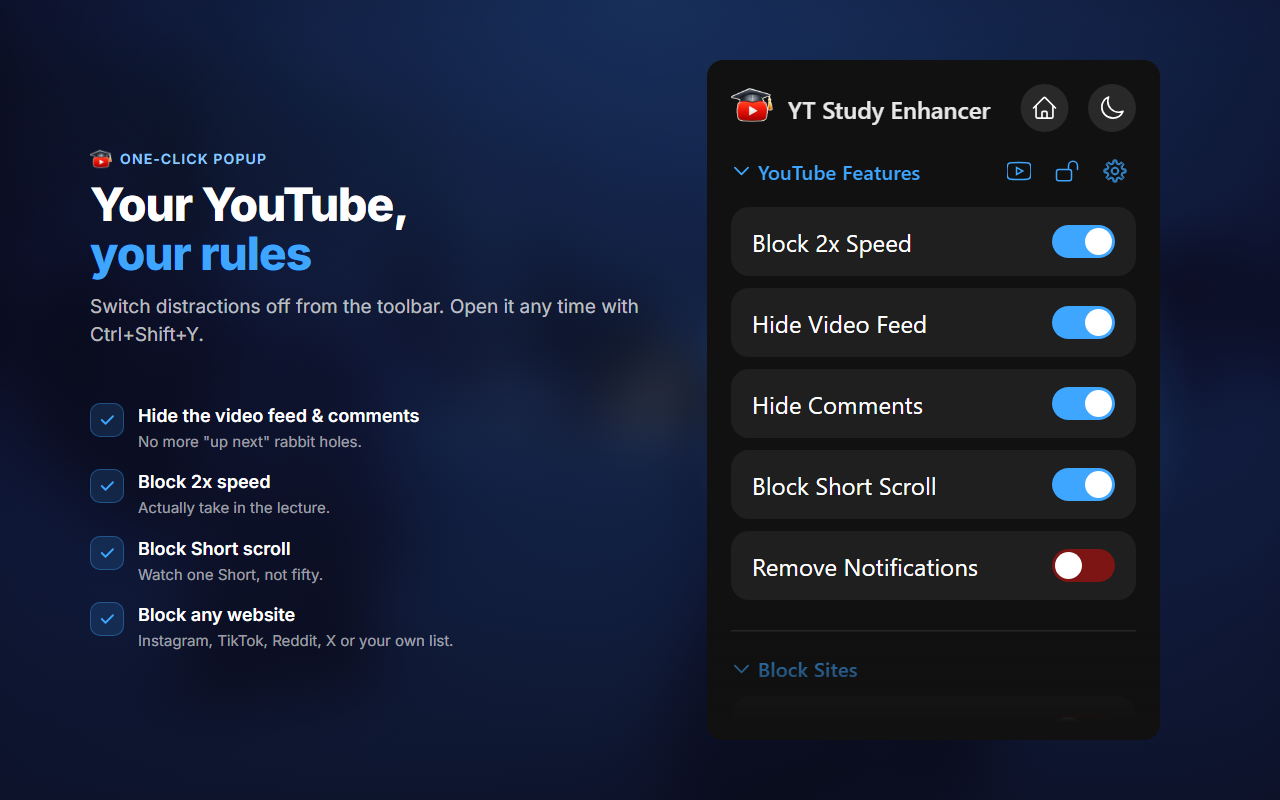 ONE-CLICK POPUP
Your YouTube,
your rules
Switch distractions off from the toolbar. Open it any time with
Ctrl+Shift+Y.
Hide the video feed & comments
No more "up next" rabbit holes.
Block 2x speed
Actually take in the lecture.
Block Short scroll
Watch one Short, not fifty.
Block any website
Instagram, TikTok, Reddit, X or your own list.
YT Study Enhancer
YouTube Features
Block 2x Speed
Hide Video Feed
Hide Comments
Block Short Scroll
Remove Notifications
Block Sites